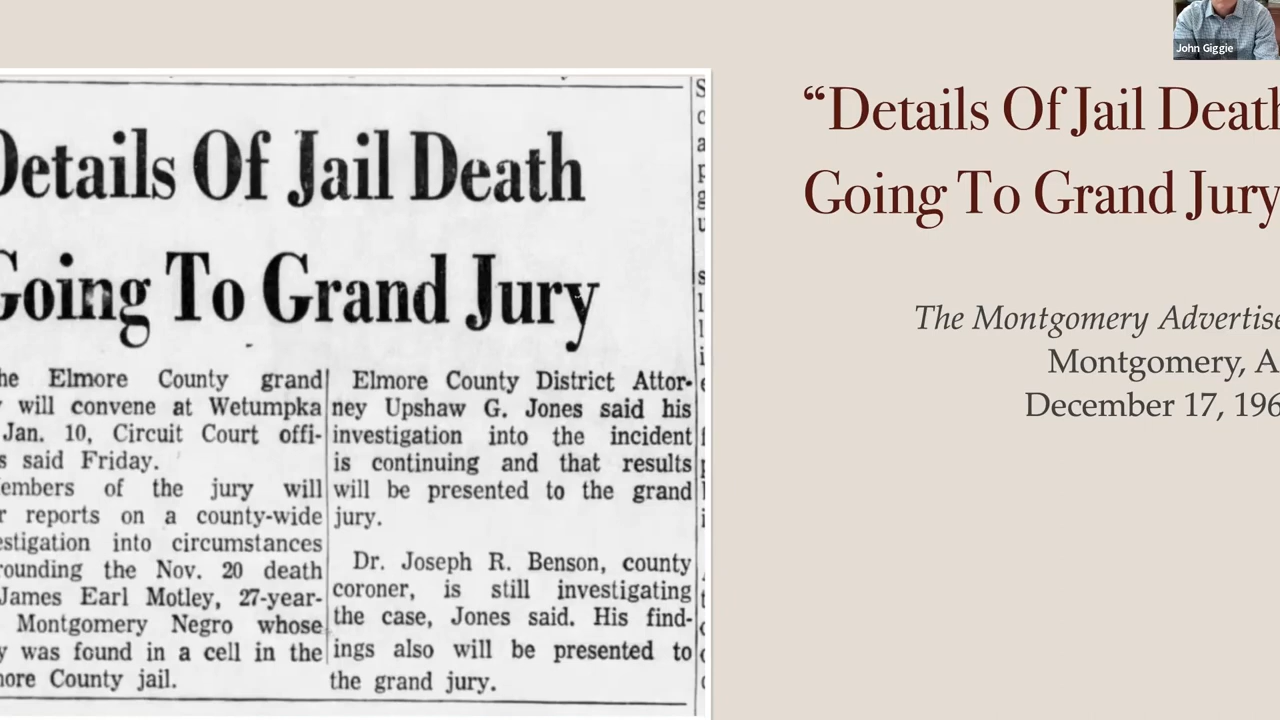 John Giggie
Details Of Jail Death
Going To Grand Jury
he Elmore County grand
will convene at Wetumpka
Jan. 10, Circuit Court offi-
s said Friday.
embers of the jury will
r reports on a county-wide
estigation into circumstances
rounding the Nov. 20 death
James Earl Motley, 27-year-
Montgomery Negro whose
y was found in a cell in the
ore County jail.
Elmore County District Attor-
ney Upshaw G. Jones said his
investigation into the incident
is continuing and that results
will be presented to the grand
jury.
Dr. Joseph R. Benson, county
coroner, is still investigating
the case, Jones said. His find-
ings also will be presented to
the grand jury.
“Details Of Jail Death
Going To Grand Jury
The Montgomery Advertise
Montgomery, A
December 17, 196